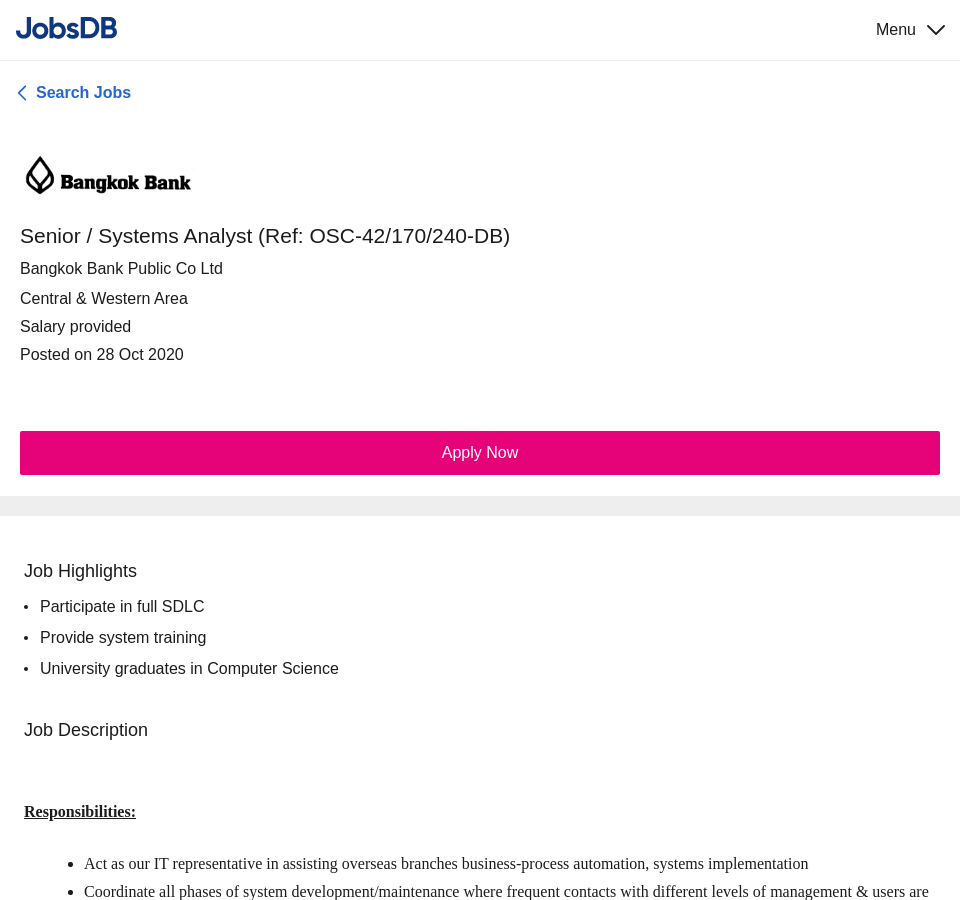 JobsDB
Menu
Search Jobs
Bangkok Bank
Senior / Systems Analyst (Ref: OSC-42/170/240-DB)
Bangkok Bank Public Co Ltd
Central & Western Area
Salary provided
Posted on 28 Oct 2020
Apply Now
Job Highlights
• Participate in full SDLC
• Provide system training
• University graduates in Computer Science
Job Description
Responsibilities:
• Act as our IT representative in assisting overseas branches business-process automation, systems implementation
• Coordinate all phases of system development/maintenance where frequent contacts with different levels of management & users are